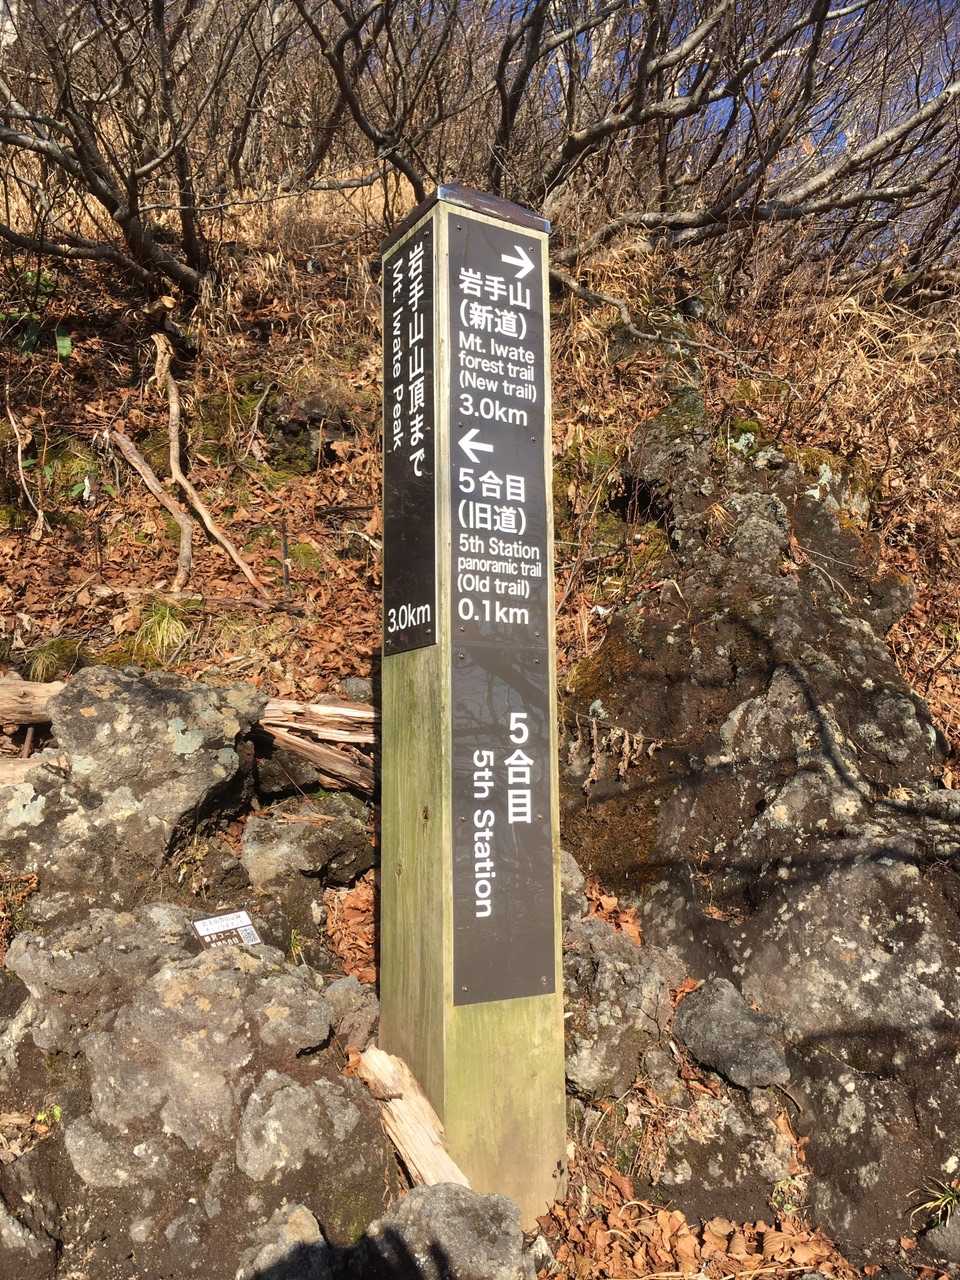 岩手山山頂まで
Mt. Iwate Peak
3.0km
→
岩手山
(新道)
Mt. Iwate
forest trail
(New trail)
3.0km
←
5合目
(旧道)
5th Station
panoramic trail
(Old trail)
0.1km
5合目
5th Station